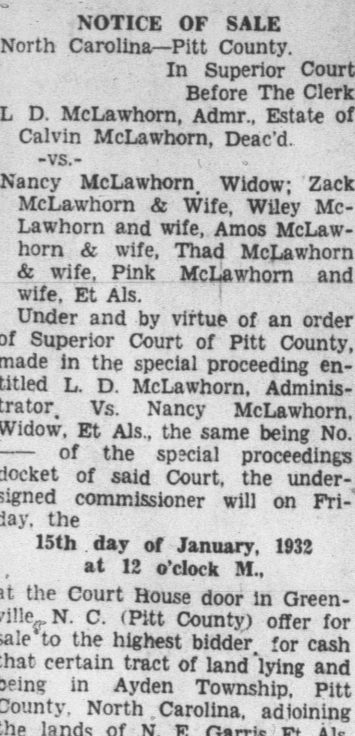 NOTICE OF SALE
North Carolina—Pitt County.
In Superior Court
Before The Clerk
L D. McLawhorn, Admr., Estate of
Calvin McLawhorn, Deac'd.
-vs.-
Nancy McLawhorn, Widow; Zack
McLawhorn & Wife, Wiley Mc-
Lawhorn and wife, Amos McLaw-
horn & wife, Thad McLawhorn
& wife, Pink McLawhorn and
wife, Et Als.
Under and by virtue of an order
of Superior Court of Pitt County,
made in the special proceeding en-
titled L. D. McLawhorn, Adminis-
trator, Vs. Nancy McLawhorn,
Widow, Et Als., the same being No.
—— of the special proceedings
docket of said Court, the under-
signed commissioner will on Fri-
day, the
15th day of January, 1932
at 12 o'clock M.,
at the Court House door in Green-
ville, N. C. (Pitt County) offer for
sale to the highest bidder, for cash
that certain tract of land lying and
being in Ayden Township, Pitt
County, North Carolina, adjoining
the lands of N. E. Garris Et Als.